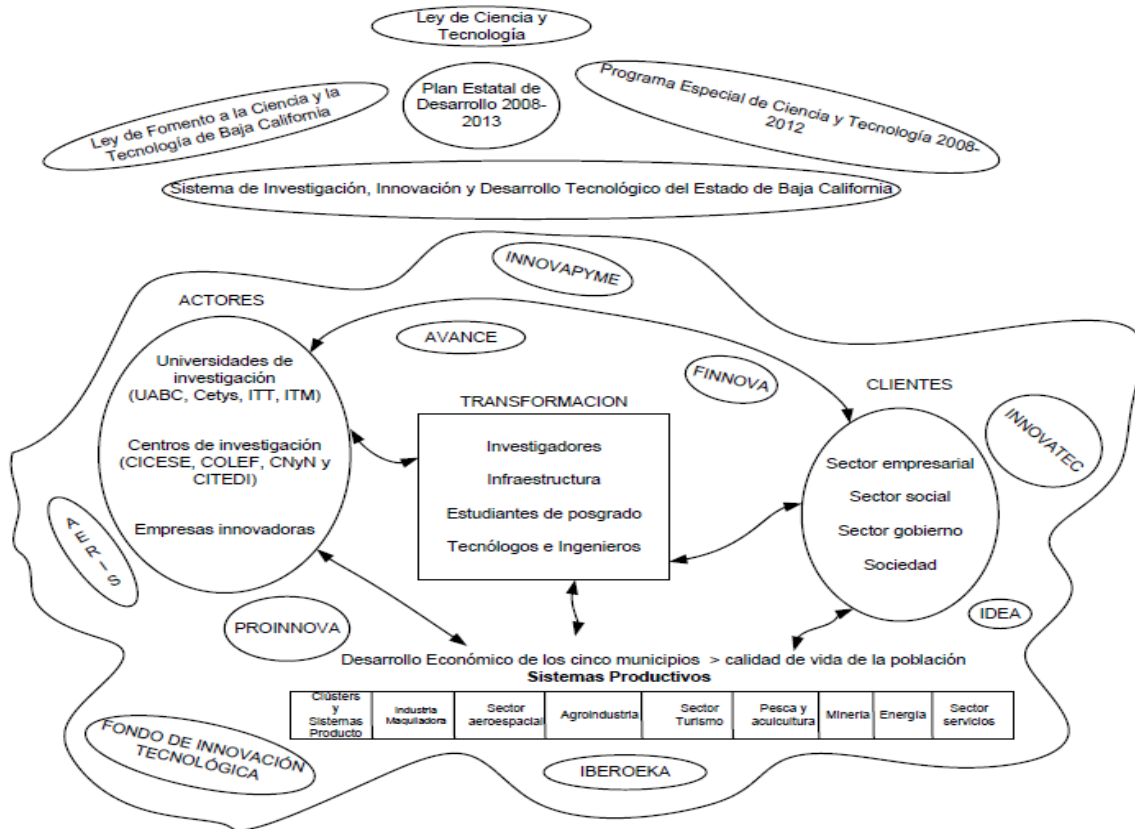 Ley de Ciencia y
Tecnología
Plan Estatal de
Desarrollo 2008-
2013
Ley de Fomento a la Ciencia y la
Tecnología de Baja California
Programa Especial de Ciencia y Tecnología 2008-
2012
Sistema de Investigación, Innovación y Desarrollo Tecnológico del Estado de Baja California
INNOVAPYME
ACTORES
AVANCE
FINNOVA
CLIENTES
INNOVATEC
Universidades de
investigación
(UABC, Cetys, ITT, ITM)
Centros de investigación
(CICESE, COLEF, CNyN y
CITEDI)
Empresas innovadoras
TRANSFORMACION
Investigadores
Infraestructura
Estudiantes de posgrado
Tecnólogos e Ingenieros
Sector empresarial
Sector social
Sector gobierno
Sociedad
AERIS
PROINNOVA
IDEA
Desarrollo Económico de los cinco municipios > calidad de vida de la población
Sistemas Productivos
Clústers
y
Sistemas
Producto
Industria
Maquiladora
Sector
aeroespacial
Agroindustria
Sector
Turismo
Pesca y
acuicultura
Minería
Energía
Sector
servicios
FONDO DE INNOVACIÓN
TECNOLÓGICA
IBEROEKA